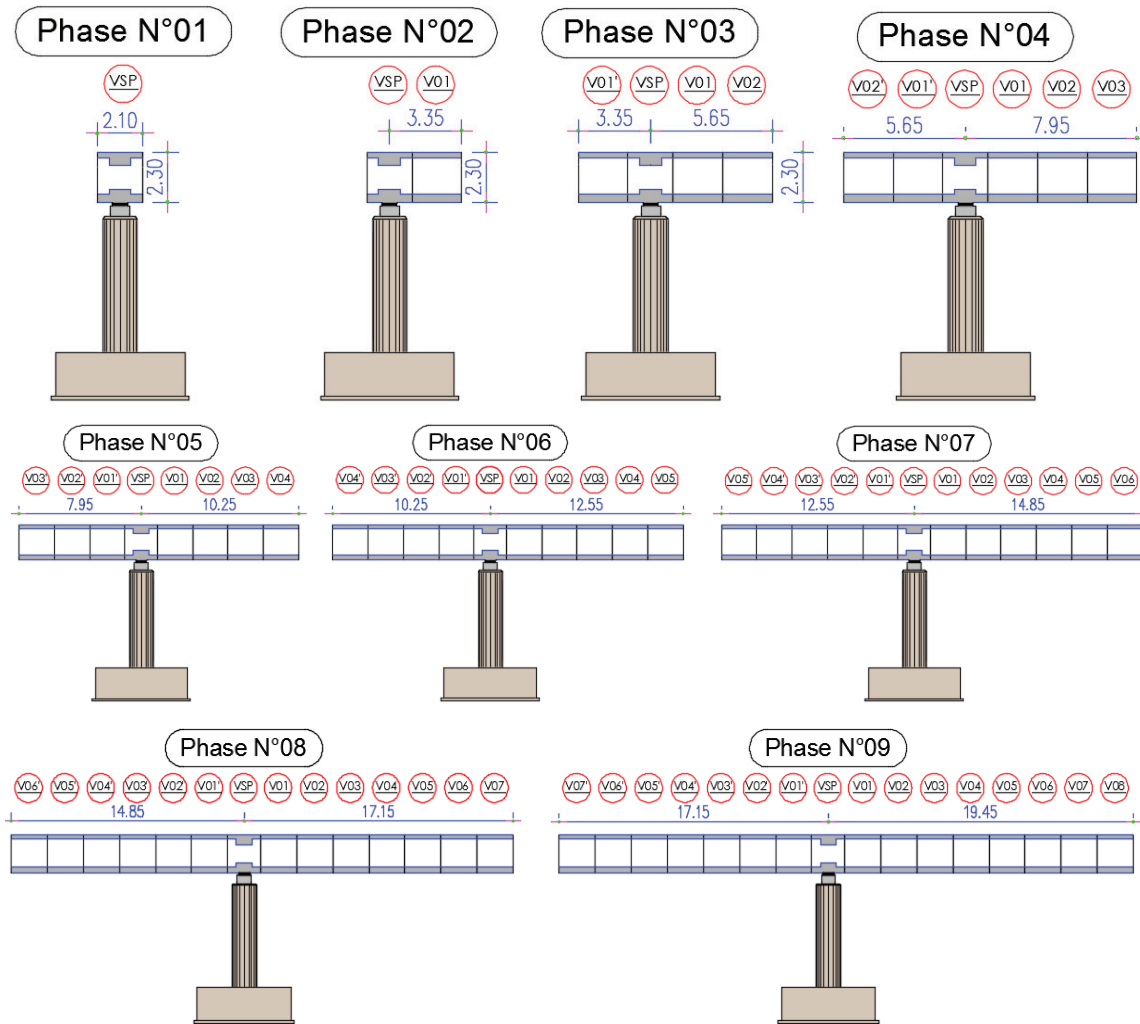 Phase N°01
Phase N°02
Phase N°03
Phase N°04
VSP
VSP V01
V01' VSP V01 V02
V02' V01' VSP V01 V02 V03
2.10
3.35
3.35 5.65
5.65 7.95
2.30
2.30
2.30
Phase N°05
Phase N°06
Phase N°07
V03' V02' V01' VSP V01 V02 V03 V04
V04' V03' V02' V01' VSP V01 V02 V03 V04 V05
V05' V04' V03' V02' V01' VSP V01 V02 V03 V04 V05 V06
7.95 10.25
10.25 12.55
12.55 14.85
Phase N°08
Phase N°09
V06' V05' V04' V03' V02' V01' VSP V01 V02 V03 V04 V05 V06 V07
V07' V06' V05' V04' V03' V02' V01' VSP V01 V02 V03 V04 V05 V06 V07 V08
14.85 17.15
17.15 19.45